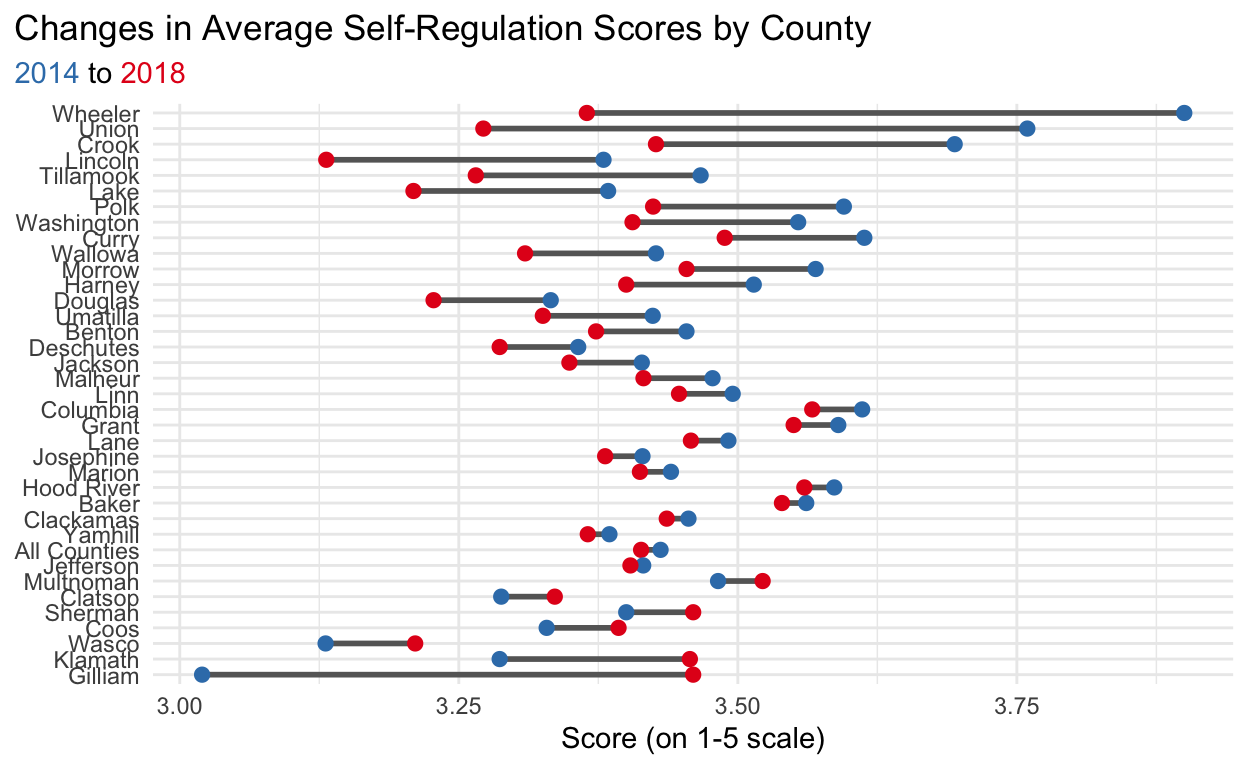 Changes in Average Self-Regulation Scores by County
2014 to 2018
Wheeler
Union
Crook
Lincoln
Tillamook
Lake
Polk
Washington
Curry
Wallowa
Morrow
Harney
Douglas
Umatilla
Benton
Deschutes
Jackson
Malheur
Linn
Columbia
Grant
Lane
Josephine
Marion
Hood River
Baker
Clackamas
Yamhill
All Counties
Jefferson
Multnomah
Clatsop
Sherman
Coos
Wasco
Klamath
Gilliam
3.00 3.25 3.50 3.75
Score (on 1-5 scale)